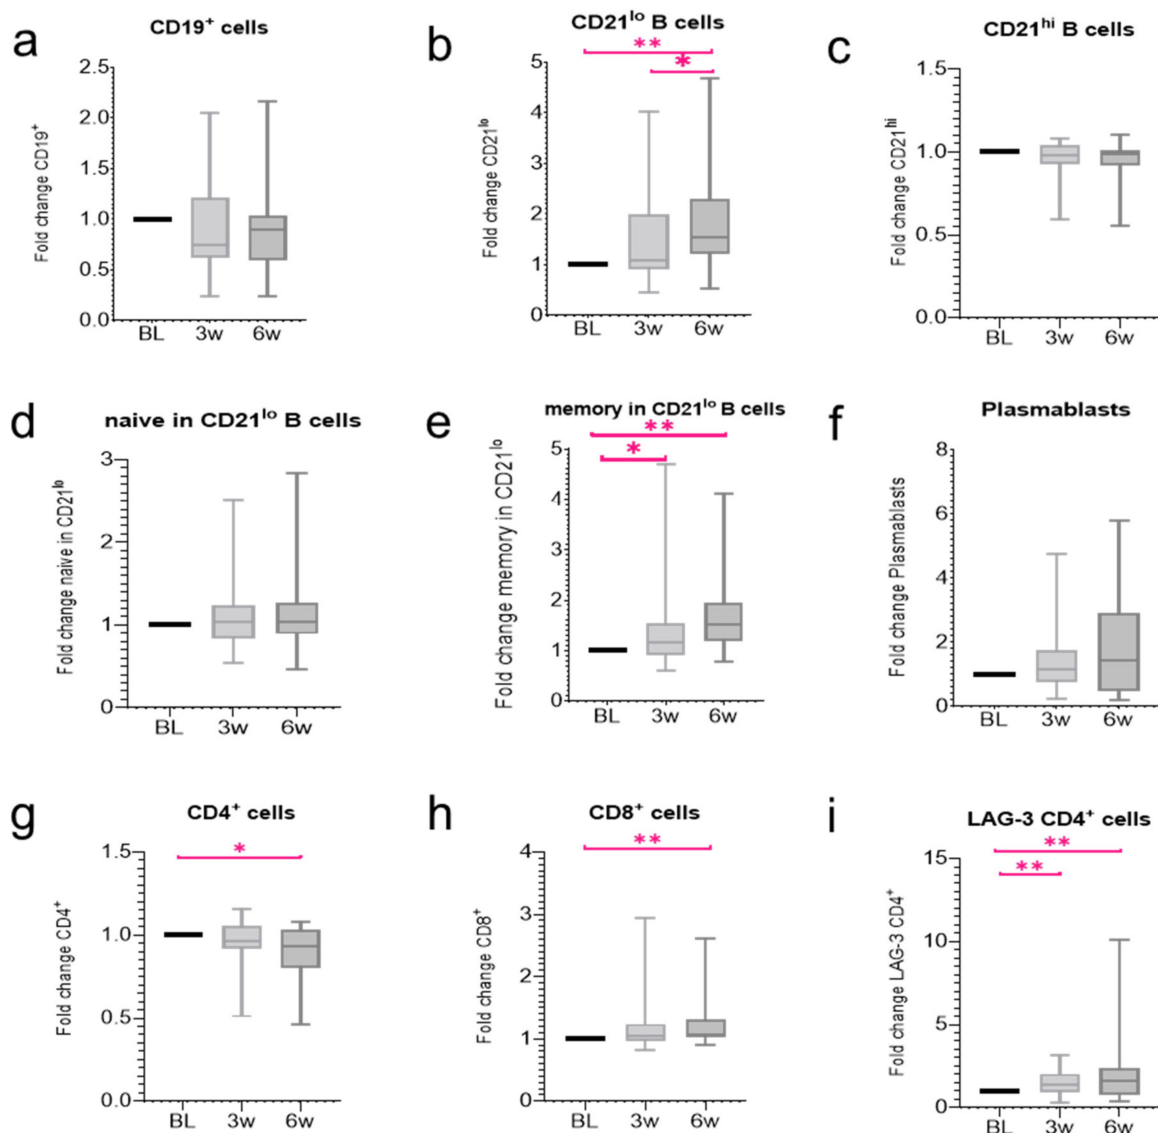 a
CD19⁺ cells
Fold change CD19⁺
2.5
2.0
1.5
1.0
0.5
0.0
BL 3w 6w
b
CD21ˡᵒ B cells
** 
*
Fold change CD21ˡᵒ
5
4
3
2
1
0
BL 3w 6w
c
CD21ʰⁱ B cells
Fold change CD21ʰⁱ
1.5
1.0
0.5
0.0
BL 3w 6w
d
naive in CD21ˡᵒ B cells
Fold change naive in CD21ˡᵒ
3
2
1
0
BL 3w 6w
e
memory in CD21ˡᵒ B cells
**
*
Fold change memory in CD21ˡᵒ
5
4
3
2
1
0
BL 3w 6w
f
Plasmablasts
Fold change Plasmablasts
8
6
4
2
0
BL 3w 6w
g
CD4⁺ cells
*
Fold change CD4⁺
1.5
1.0
0.5
0.0
BL 3w 6w
h
CD8⁺ cells
**
Fold change CD8⁺
4
3
2
1
0
BL 3w 6w
i
LAG-3 CD4⁺ cells
**
**
Fold change LAG-3 CD4⁺
15
10
5
0
BL 3w 6w